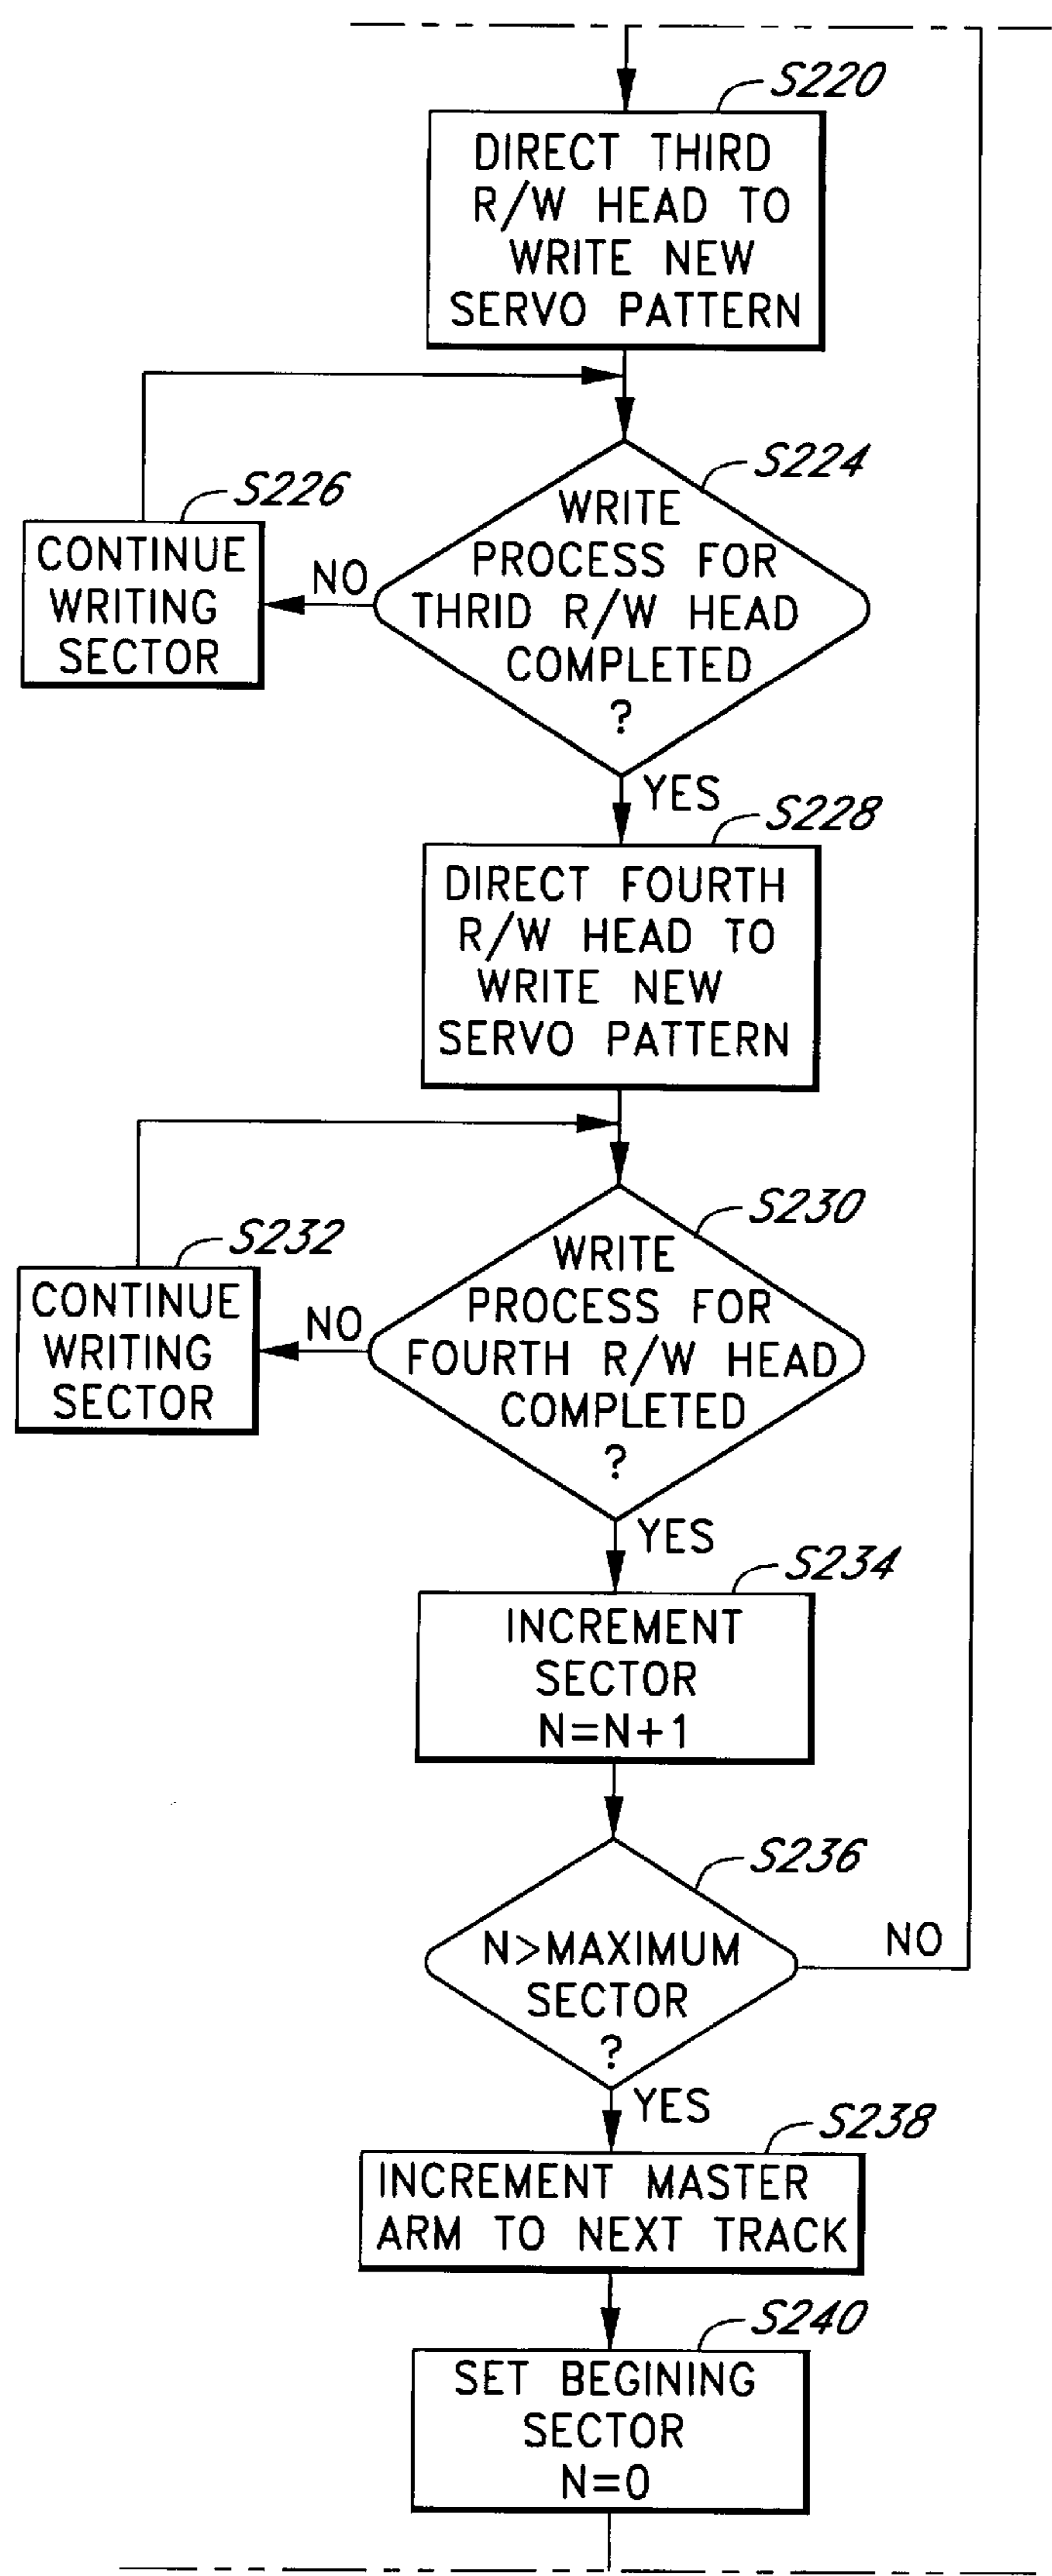 S220
DIRECT THIRD
R/W HEAD TO
WRITE NEW
SERVO PATTERN
S224
WRITE
PROCESS FOR
THRID R/W HEAD
COMPLETED
?
S226
CONTINUE
WRITING
SECTOR
NO
YES
S228
DIRECT FOURTH
R/W HEAD TO
WRITE NEW
SERVO PATTERN
S230
WRITE
PROCESS FOR
FOURTH R/W HEAD
COMPLETED
?
S232
CONTINUE
WRITING
SECTOR
NO
YES
S234
INCREMENT
SECTOR
N=N+1
S236
N>MAXIMUM
SECTOR
?
NO
YES
S238
INCREMENT MASTER
ARM TO NEXT TRACK
S240
SET BEGINING
SECTOR
N=0